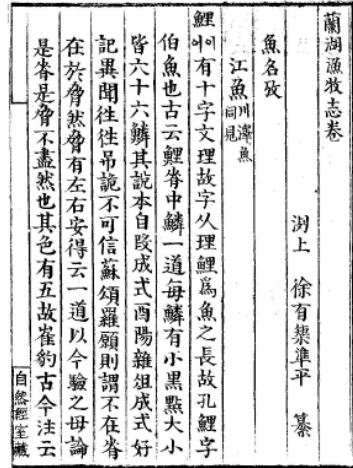 蘭湖漁牧志卷
魚名攷
洌上 徐有榘準平 纂
江魚 川澤魚同見
鯉이어 有十字文理故字从理鯉爲魚之長故孔鯉字
伯魚也古云鯉脊中鱗一道每鱗有小黑點大小
皆六十六鱗其說本自段成式酉陽雜俎成式好
記異聞往往吊詭不可信蘇頌羅願則謂不在脊
在於脅然脅有左右安得云一道以今驗之毋論
是脊是脅不盡然也其色有五故崔豹古今注云
自然經室藏